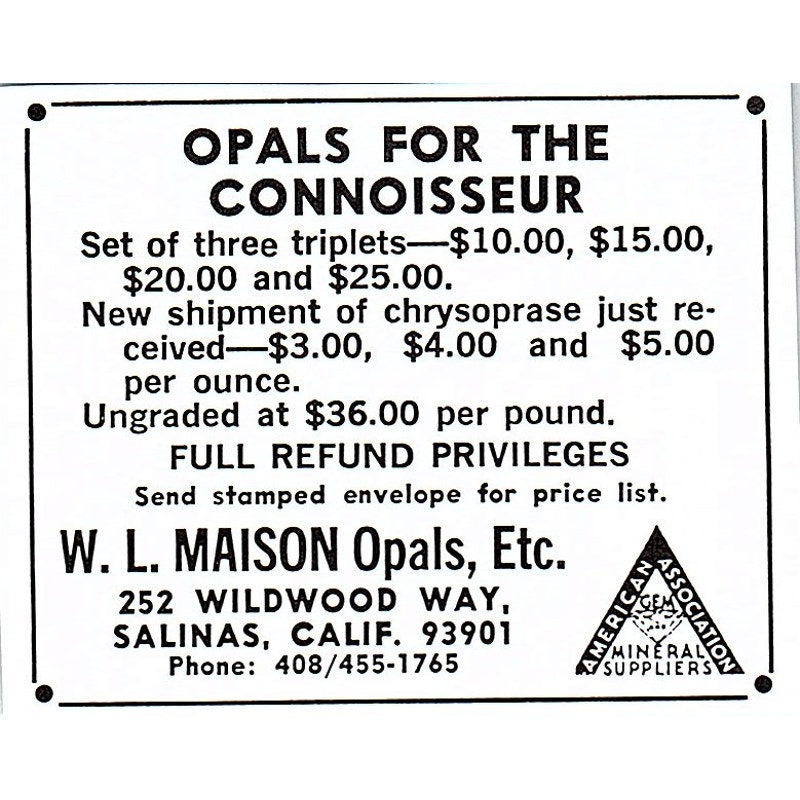 OPALS FOR THE
CONNOISSEUR
Set of three triplets—$10.00, $15.00,
$20.00 and $25.00.
New shipment of chrysoprase just re-
ceived—$3.00, $4.00 and $5.00
per ounce.
Ungraded at $36.00 per pound.
FULL REFUND PRIVILEGES
Send stamped envelope for price list.
W. L. MAISON Opals, Etc.
252 WILDWOOD WAY,
SALINAS, CALIF. 93901
Phone: 408/455-1765
AMERICAN ASSOCIATION
GEM
MINERAL
SUPPLIERS